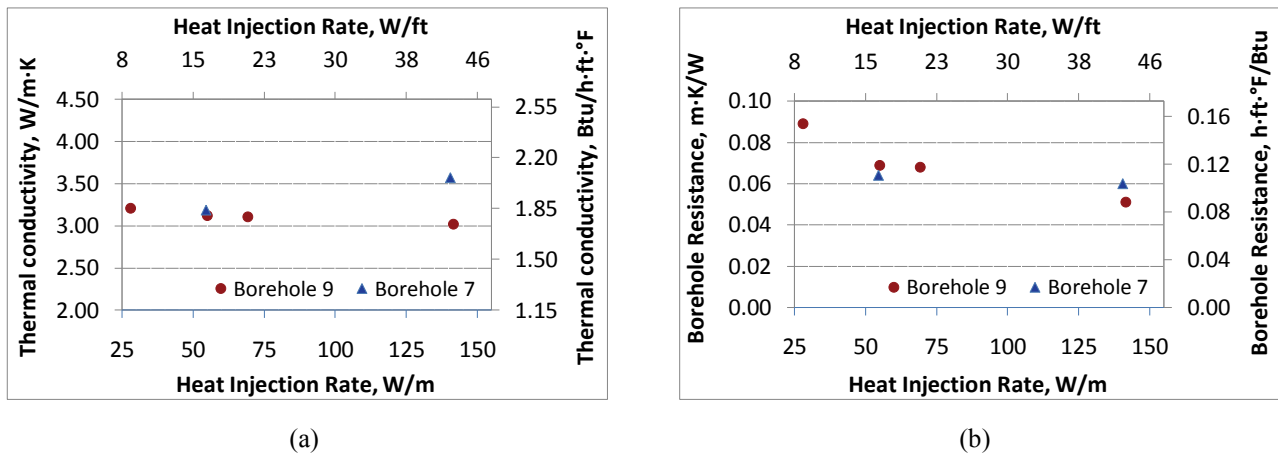 Heat Injection Rate, W/ft
8 15 23 30 38 46
Thermal conductivity, W/m·K
4.50
4.00
3.50
3.00
2.50
2.00
2.55
2.20
1.85
1.50
1.15
Thermal conductivity, Btu/h·ft·°F
Borehole 9 Borehole 7
25 50 75 100 125 150
Heat Injection Rate, W/m
(a)
Heat Injection Rate, W/ft
8 15 23 30 38 46
Borehole Resistance, m·K/W
0.10
0.08
0.06
0.04
0.02
0.00
0.16
0.12
0.08
0.04
0.00
Borehole Resistance, h·ft·°F/Btu
Borehole 9 Borehole 7
25 50 75 100 125 150
Heat Injection Rate, W/m
(b)